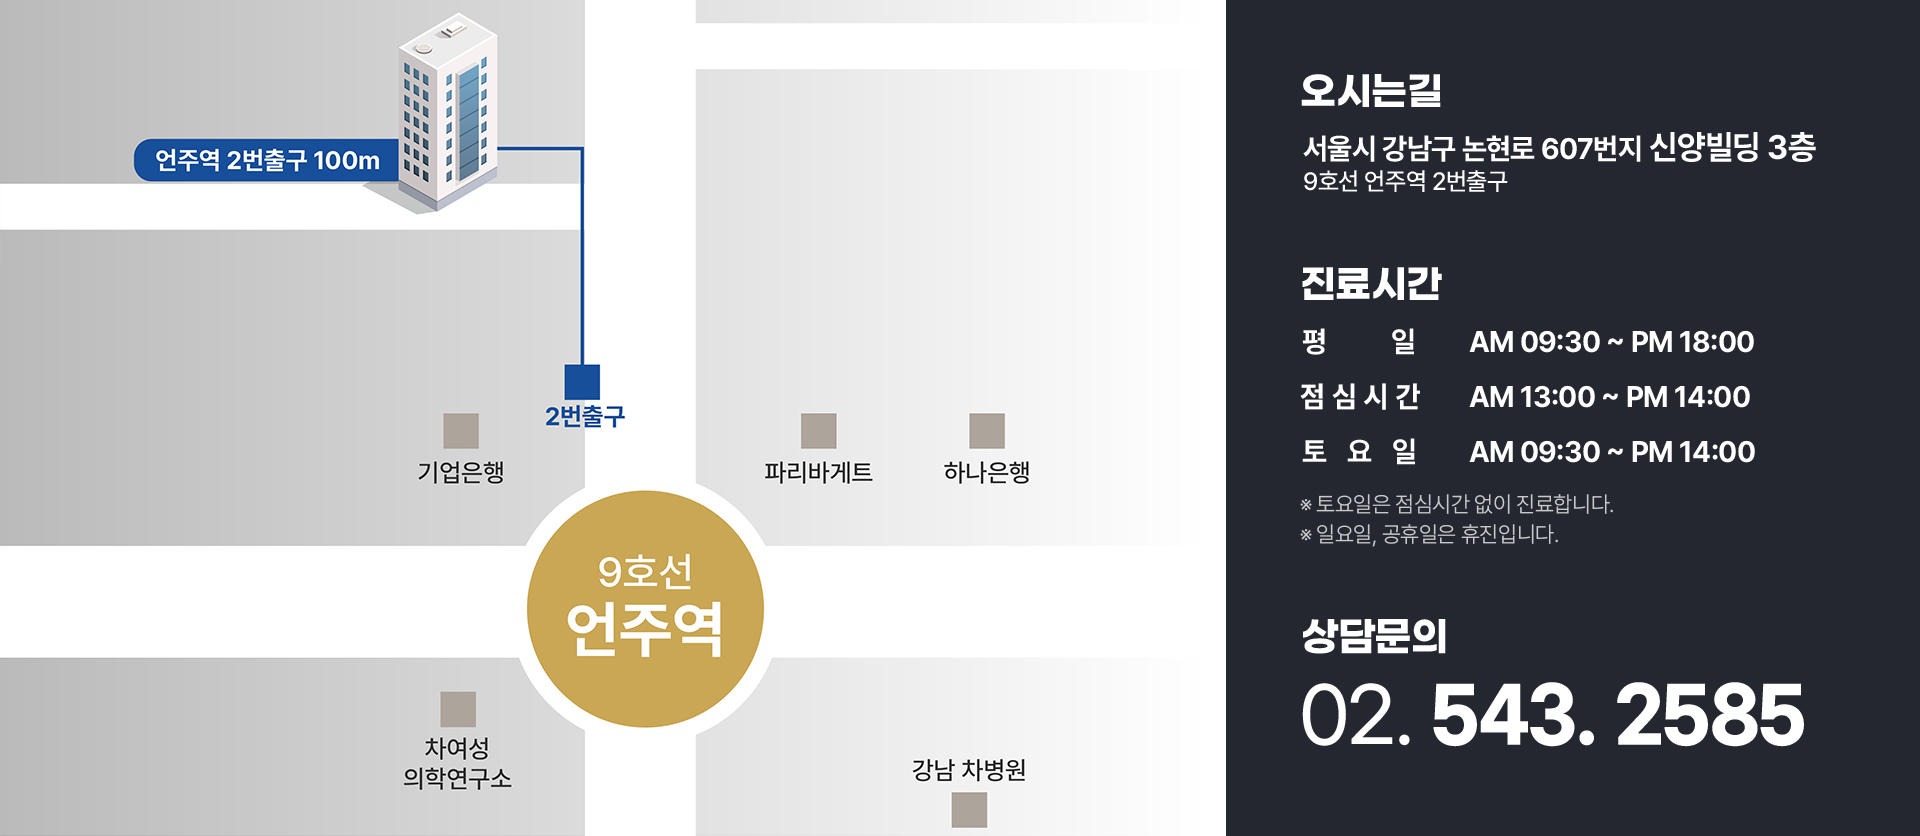 언주역 2번출구 100m
2번출구
기업은행
파리바게트
하나은행
9호선
언주역
차여성
의학연구소
강남 차병원
오시는길
서울시 강남구 논현로 607번지 신양빌딩 3층
9호선 언주역 2번출구
진료시간
평 일 AM 09:30 ~ PM 18:00
점심시간 AM 13:00 ~ PM 14:00
토요일 AM 09:30 ~ PM 14:00
※ 토요일은 점심시간 없이 진료합니다.
※ 일요일, 공휴일은 휴진입니다.
상담문의
02. 543. 2585